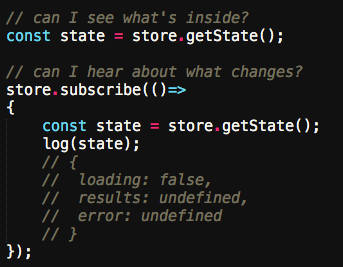 // can I see what's inside?
const state = store.getState();

// can I hear about what changes?
store.subscribe(()=>
{
    const state = store.getState();
    log(state);
    // {
    //  loading: false,
    //  results: undefined,
    //  error: undefined
    // }
});